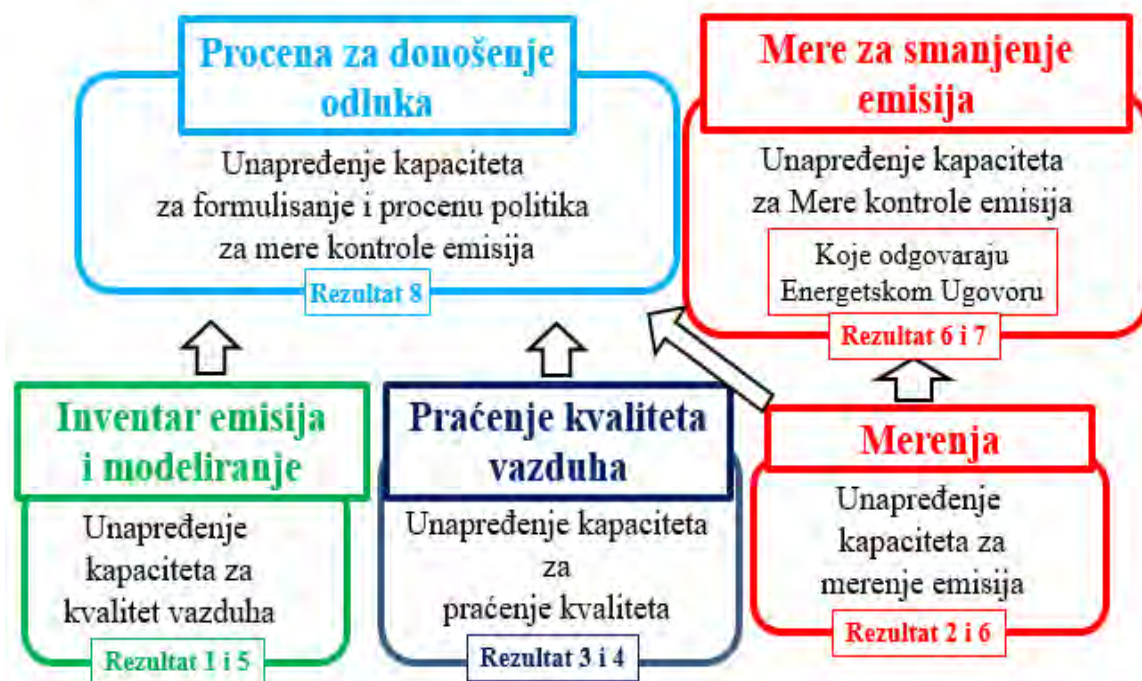 Procena za donošenje
odluka
Unapređenje kapaciteta
za formulisanje i procenu politika
za mere kontrole emisija
Rezultat 8
Mere za smanjenje
emisija
Unapređenje kapaciteta
za Mere kontrole emisija
Koje odgovaraju
Energetskom Ugovoru
Rezultat 6 i 7
Inventar emisija
i modeliranje
Unapređenje
kapaciteta za
kvalitet vazduha
Rezultat 1 i 5
Praćenje kvaliteta
vazduha
Unapređenje kapaciteta
za
praćenje kvaliteta
Rezultat 3 i 4
Merenja
Unapređenje
kapaciteta za
merenje emisija
Rezultat 2 i 6